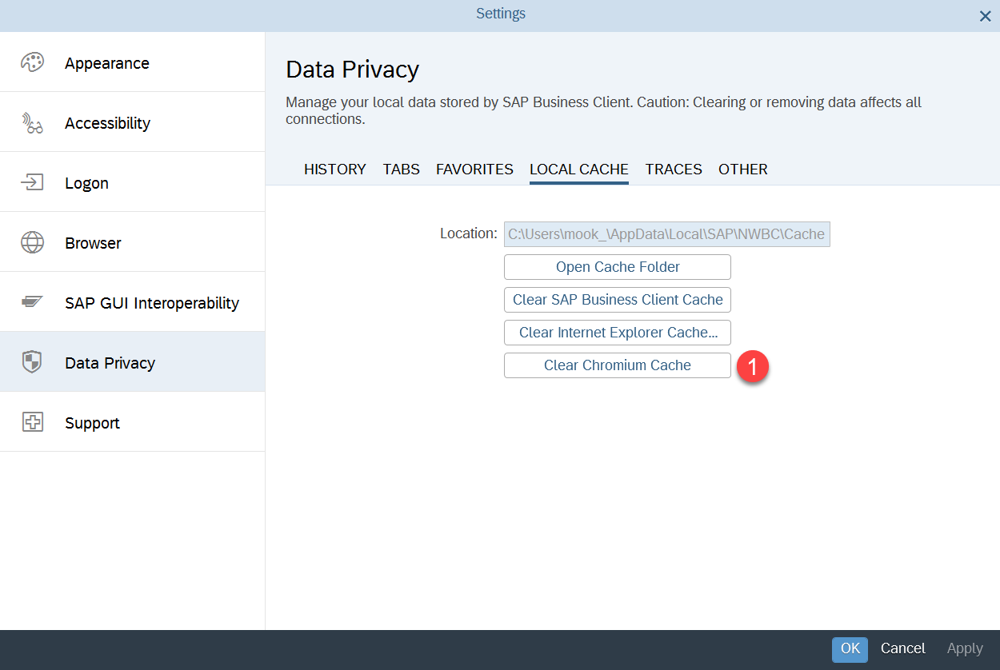 Settings
Appearance
Accessibility
Logon
Browser
SAP GUI Interoperability
Data Privacy
Support
Data Privacy
Manage your local data stored by SAP Business Client. Caution: Clearing or removing data affects all
connections.
HISTORY TABS FAVORITES LOCAL CACHE TRACES OTHER
Location: C:\Users\mook_\AppData\Local\SAP\NWBC\Cache
Open Cache Folder
Clear SAP Business Client Cache
Clear Internet Explorer Cache...
Clear Chromium Cache 1
OK Cancel Apply